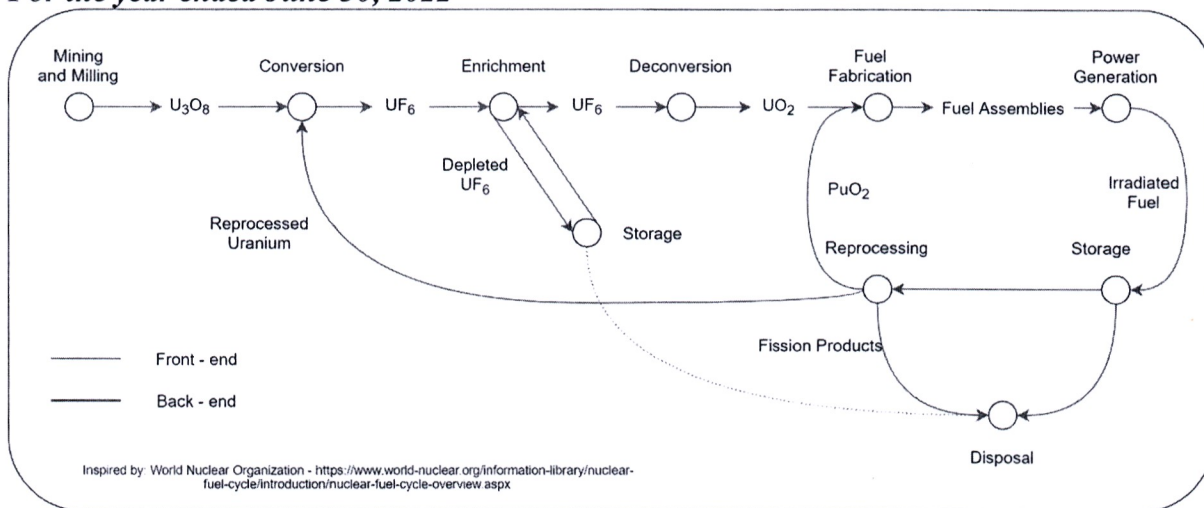 For the year ended June 30, 2022
Mining
and Milling
Conversion
Enrichment
Deconversion
Fuel
Fabrication
Power
Generation
U3O8
UF6
UF6
UO2
Fuel Assemblies
Depleted
UF6
PuO2
Irradiated
Fuel
Reprocessed
Uranium
Storage
Reprocessing
Storage
Fission Products
Front - end
Back - end
Disposal
Inspired by: World Nuclear Organization - https://www.world-nuclear.org/information-library/nuclear-
fuel-cycle/introduction/nuclear-fuel-cycle-overview.aspx